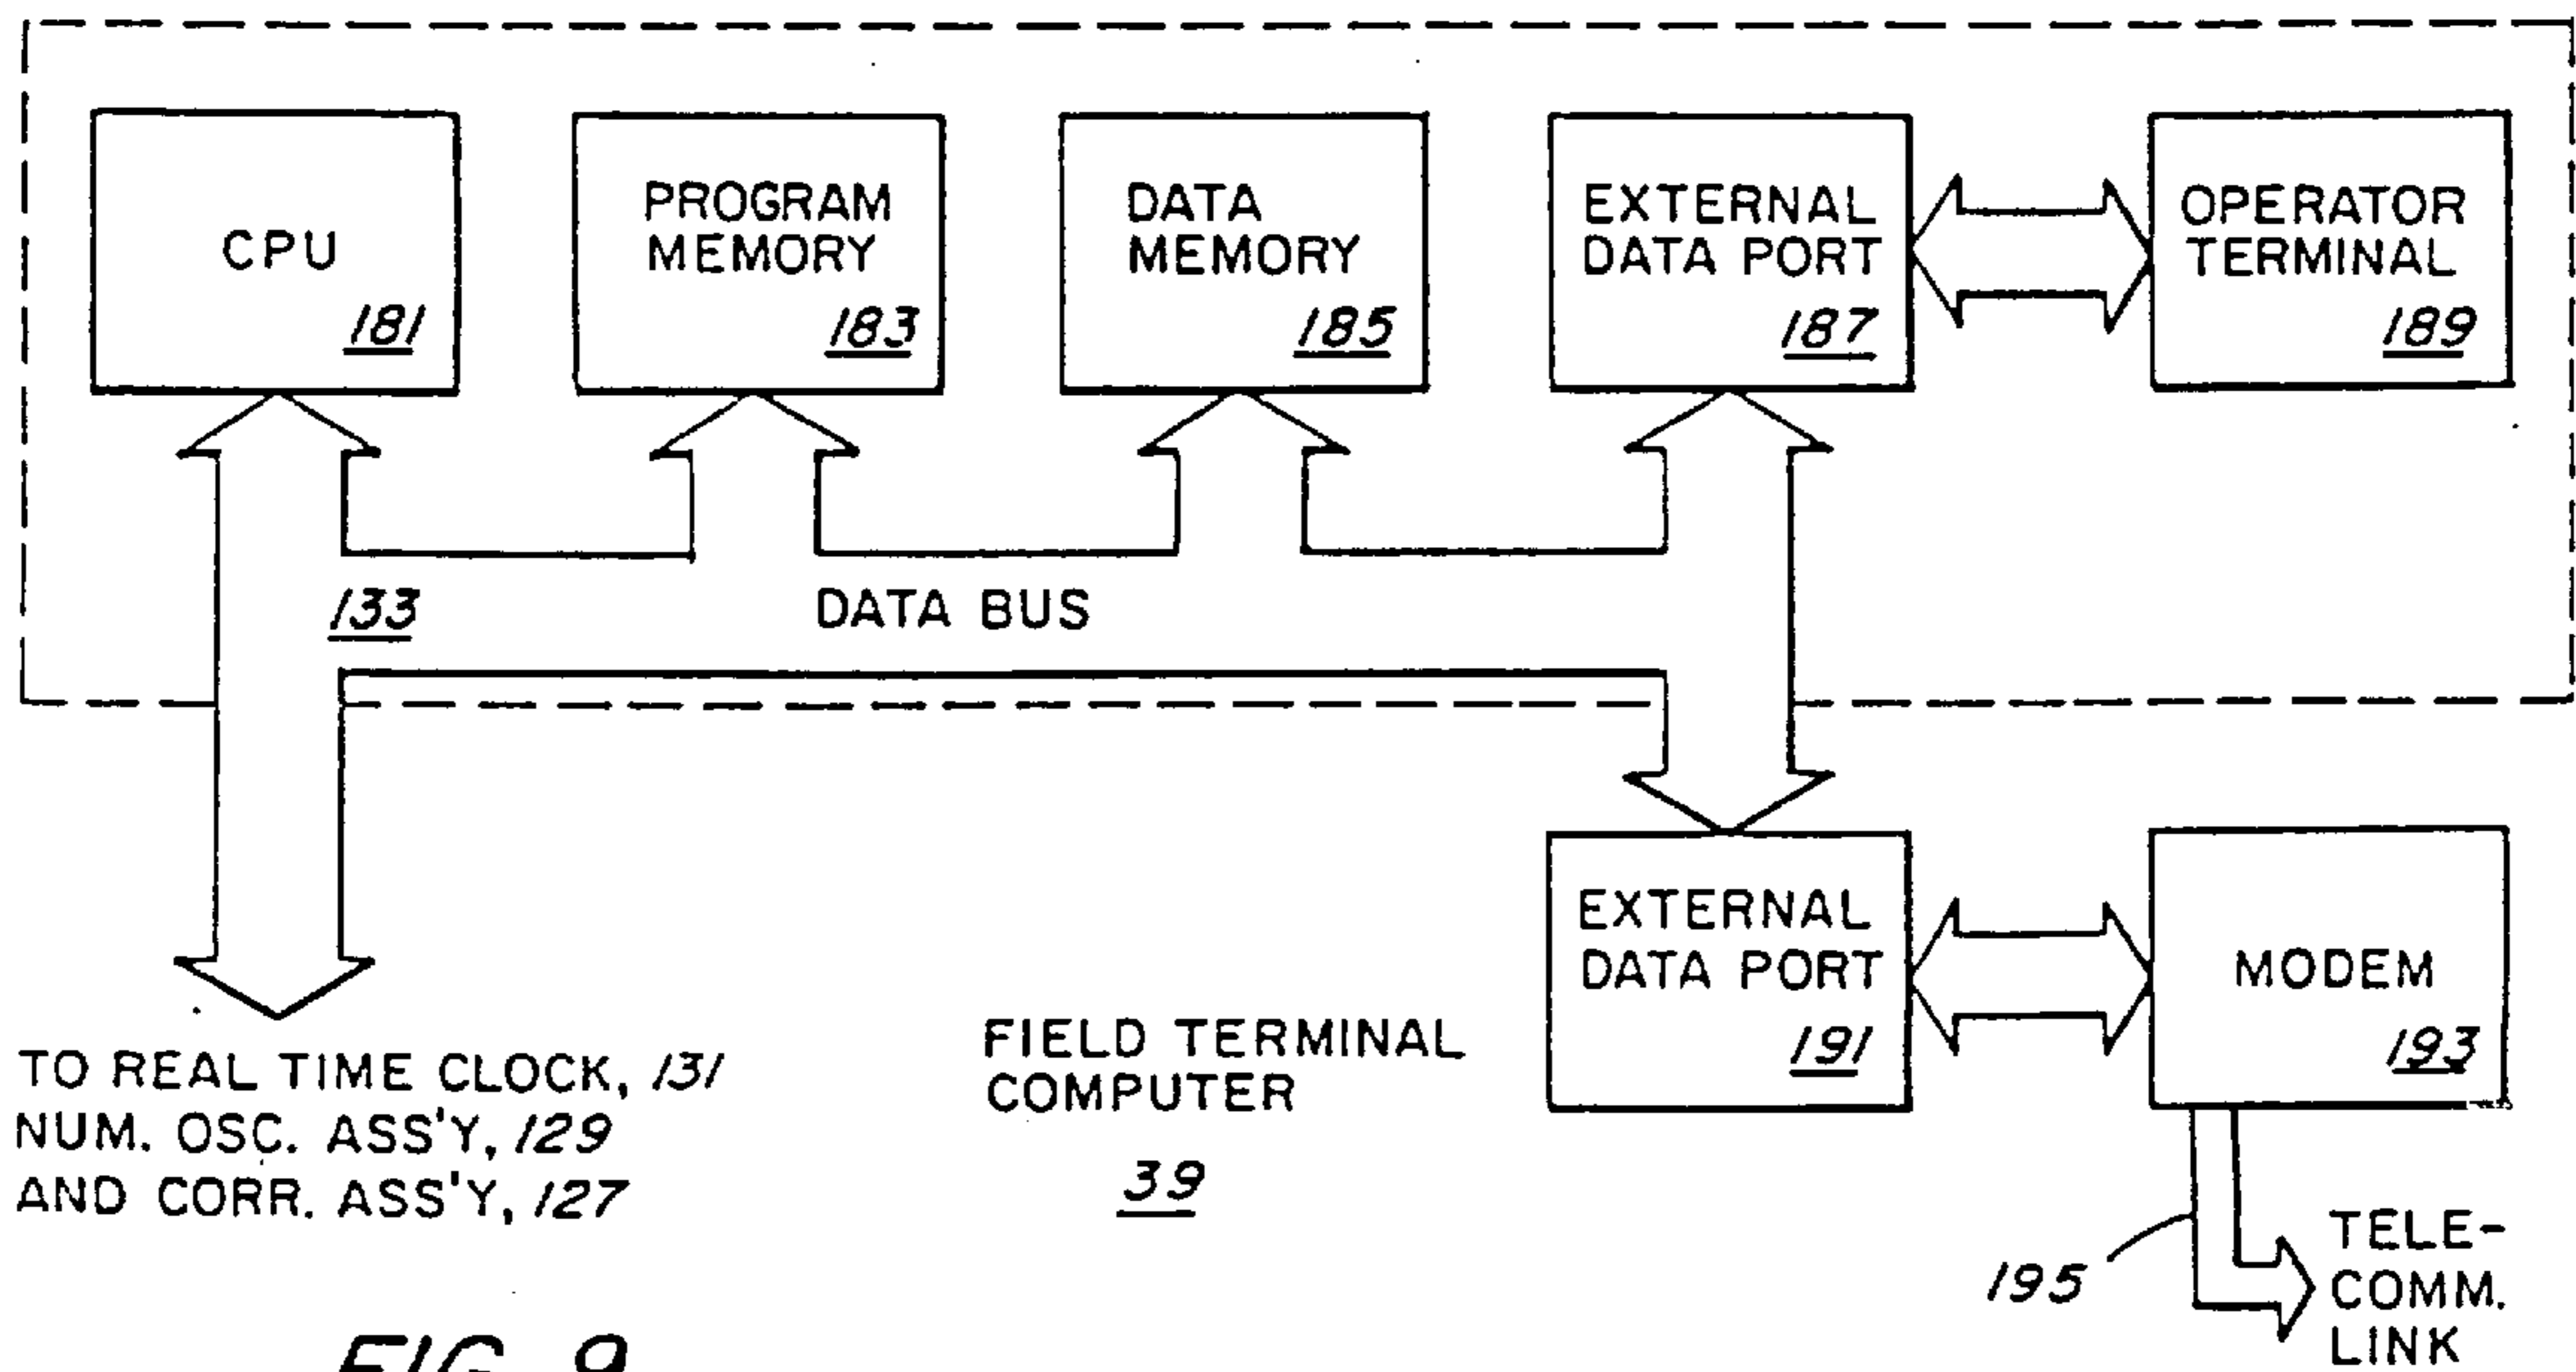 CPU
181
PROGRAM
MEMORY
183
DATA
MEMORY
185
EXTERNAL
DATA PORT
187
OPERATOR
TERMINAL
189
133
DATA BUS
EXTERNAL
DATA PORT
191
MODEM
193
TO REAL TIME CLOCK, 131
NUM. OSC. ASS'Y, 129
AND CORR. ASS'Y, 127
FIELD TERMINAL
COMPUTER
39
195
TELE-
COMM.
LINK
FIG. 9